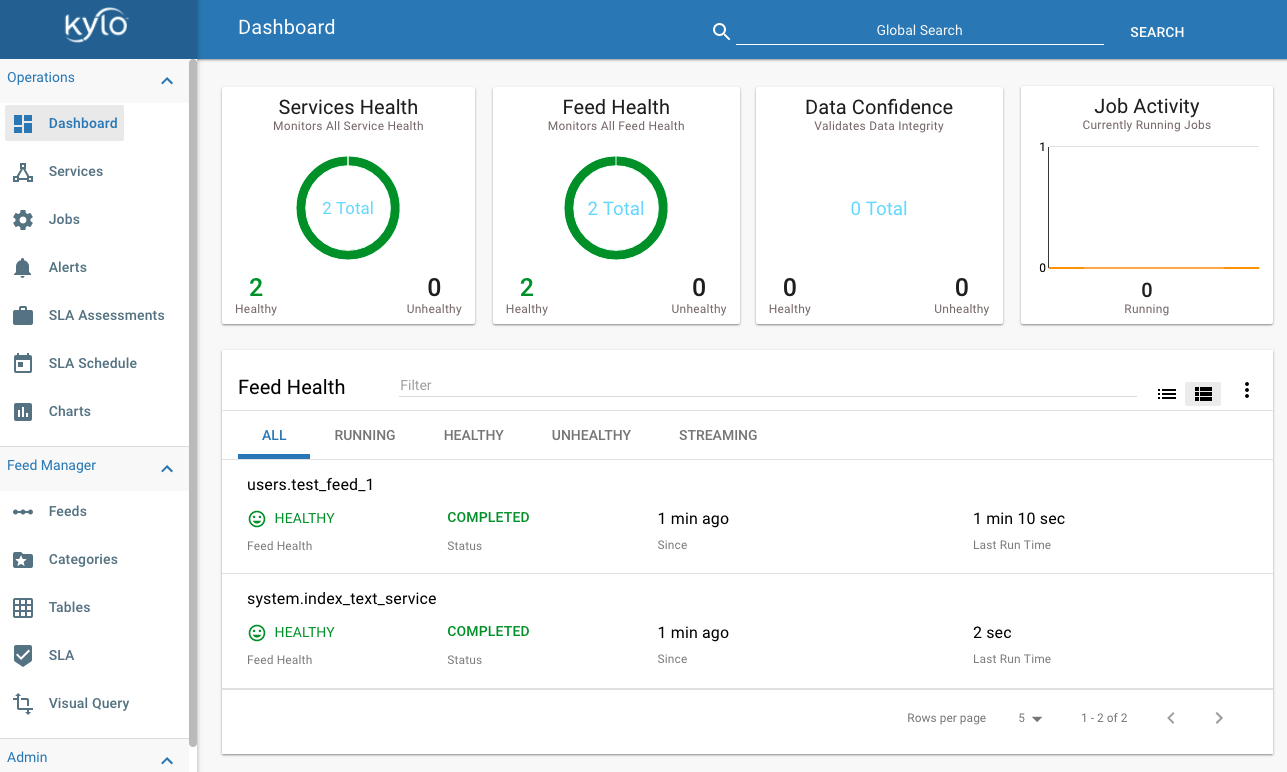 kylo
Dashboard
Global Search
SEARCH
Operations
Dashboard
Services
Jobs
Alerts
SLA Assessments
SLA Schedule
Charts
Feed Manager
Feeds
Categories
Tables
SLA
Visual Query
Admin
Services Health
Monitors All Service Health
2 Total
2
0
Healthy
Unhealthy
Feed Health
Monitors All Feed Health
2 Total
2
0
Healthy
Unhealthy
Data Confidence
Validates Data Integrity
0 Total
0
0
Healthy
Unhealthy
Job Activity
Currently Running Jobs
1
0
0
Running
Feed Health
Filter
ALL RUNNING HEALTHY UNHEALTHY STREAMING
users.test_feed_1
HEALTHY COMPLETED 1 min ago 1 min 10 sec
Feed Health Status Since Last Run Time
system.index_text_service
HEALTHY COMPLETED 1 min ago 2 sec
Feed Health Status Since Last Run Time
Rows per page 5 1 - 2 of 2